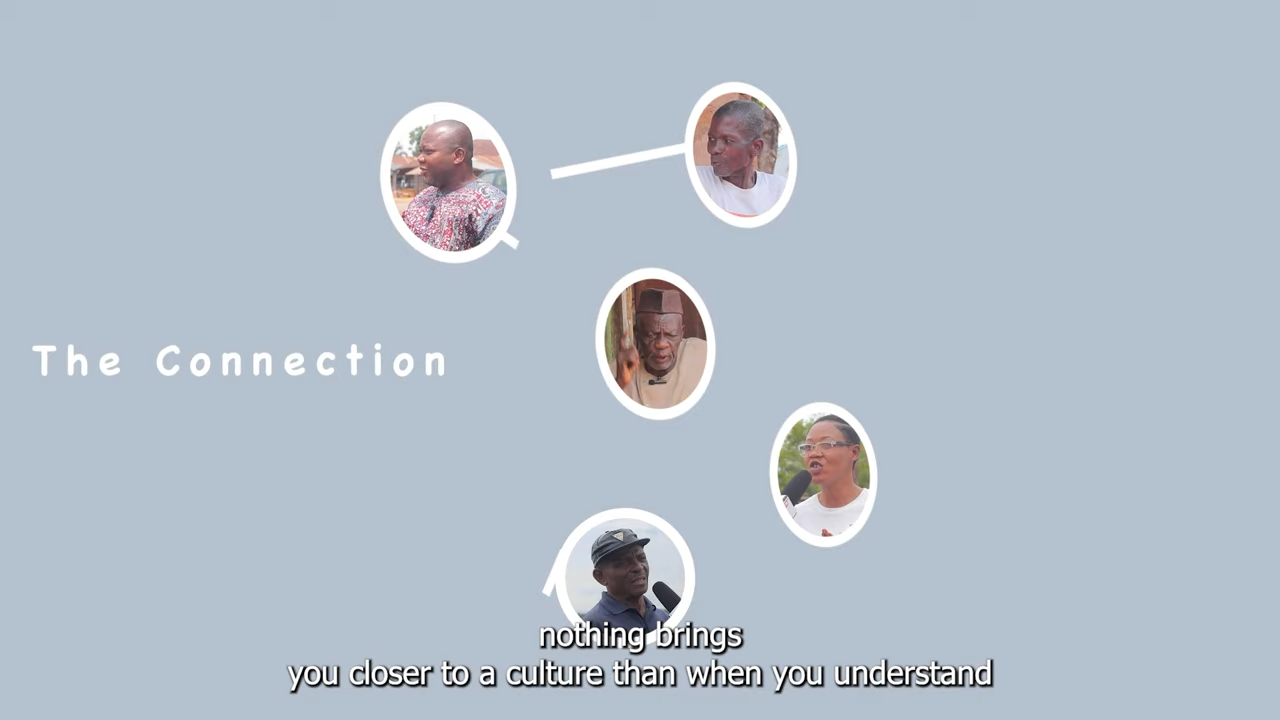 The Connection
nothing brings
you closer to a culture than when you understand